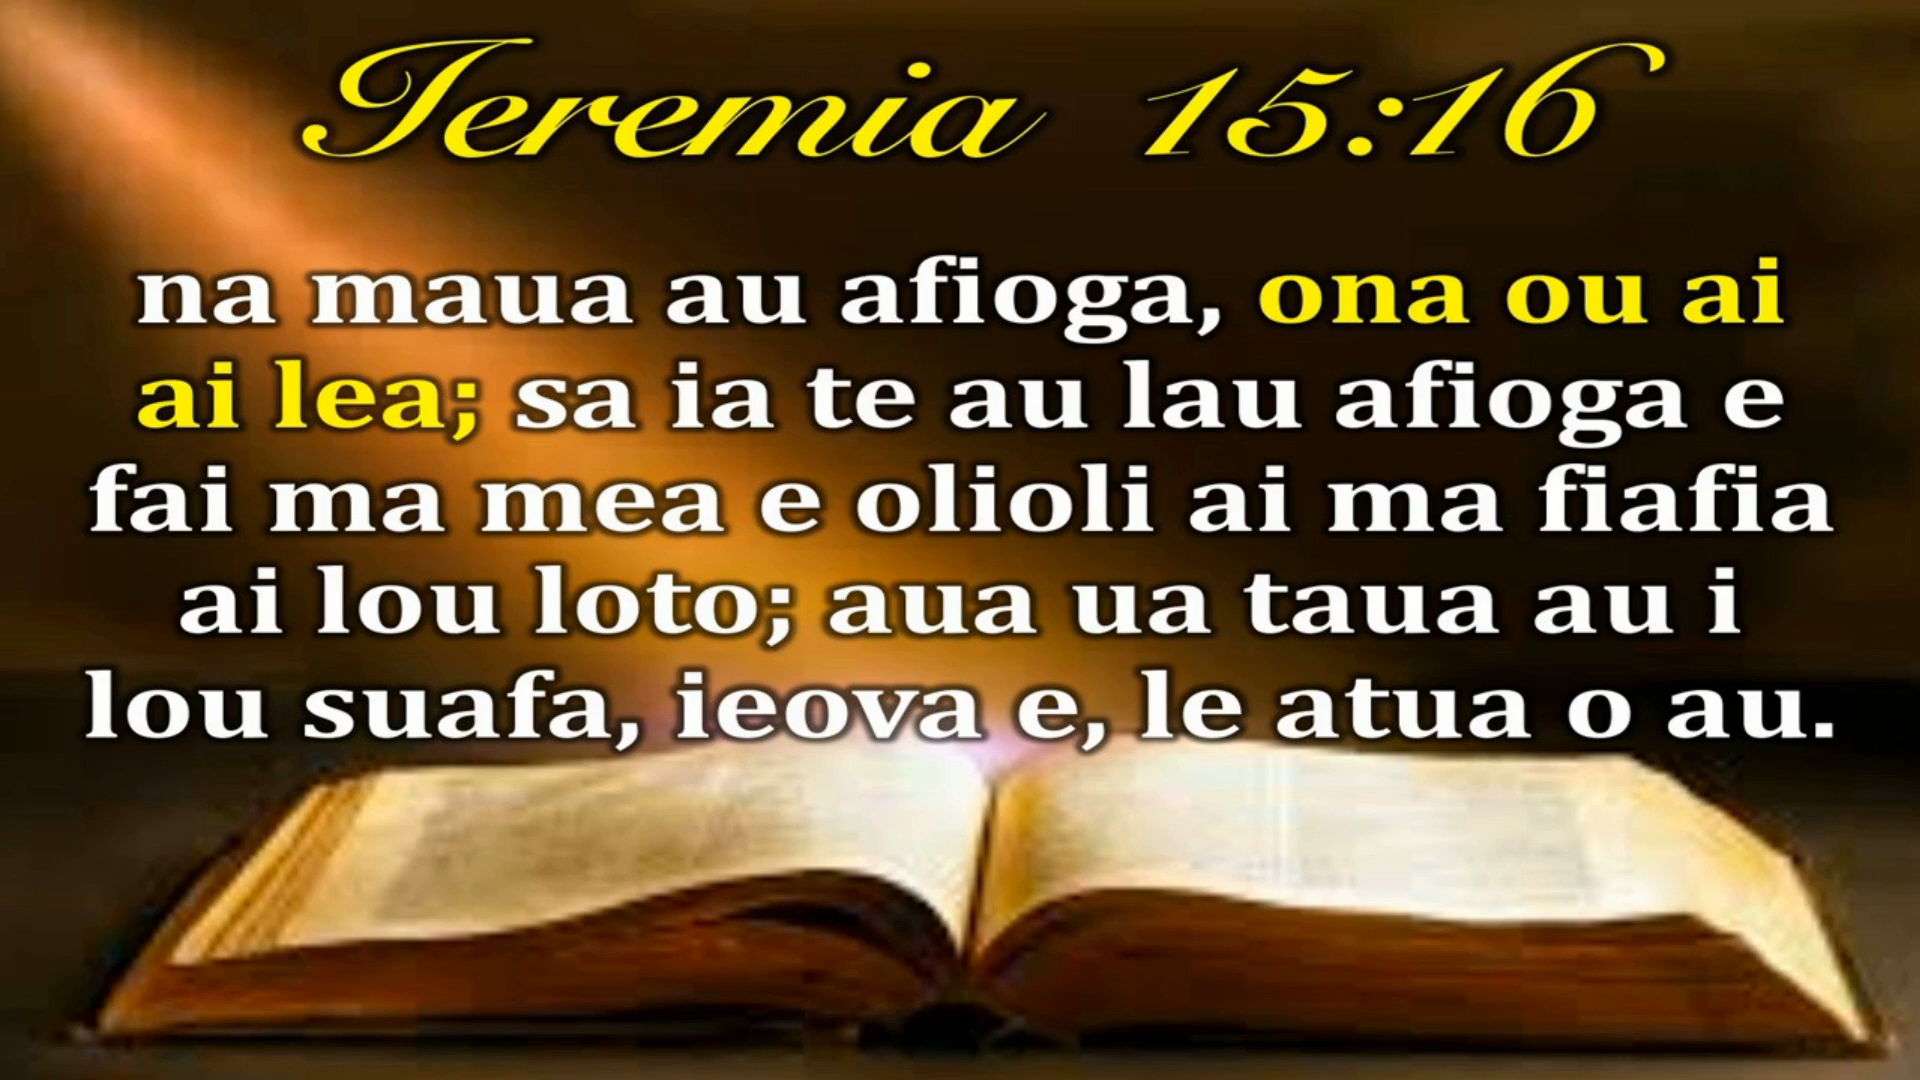 Ieremia 15:16
na maua au afioga, ona ou ai
ai lea; sa ia te au lau afioga e
fai ma mea e olioli ai ma fiafia
ai lou loto; aua ua taua au i
lou suafa, ieova e, le atua o au.